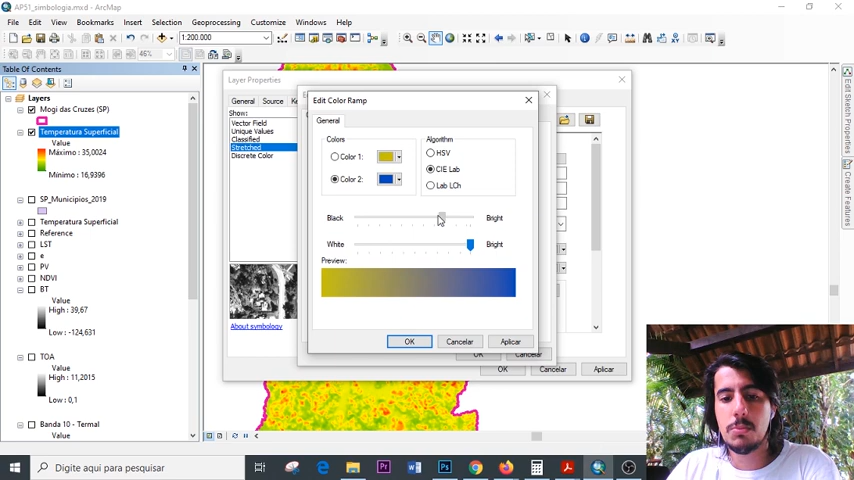 AP51_simbologia.mxd - ArcMap
File Edit View Bookmarks Insert Selection Geoprocessing Customize Windows Help
1:200.000
46%
Table Of Contents
Layers
Mogi das Cruzes (SP)
Temperatura Superficial
Value
Máximo : 35,0024
Mínimo : 16,9396
SP_Municipios_2019
Temperatura Superficial
Reference
LST
e
PV
NDVI
BT
Value
High : 39,67
Low : -124,631
TOA
Value
High : 11,2015
Low : 0,1
Banda 10 - Termal
Value
Layer Properties
General Source Ke
Show:
Vector Field
Unique Values
Classified
Stretched
Discrete Color
About symbology
OK Cancelar
OK Cancelar Aplicar
Edit Color Ramp
General
Colors
Color 1:
Color 2:
Algorithm
HSV
CIE Lab
Lab LCh
Black Bright
White Bright
Preview:
OK Cancelar Aplicar
Edit Sketch Properties
Create Features
Digite aqui para pesquisar
Pr
Ps